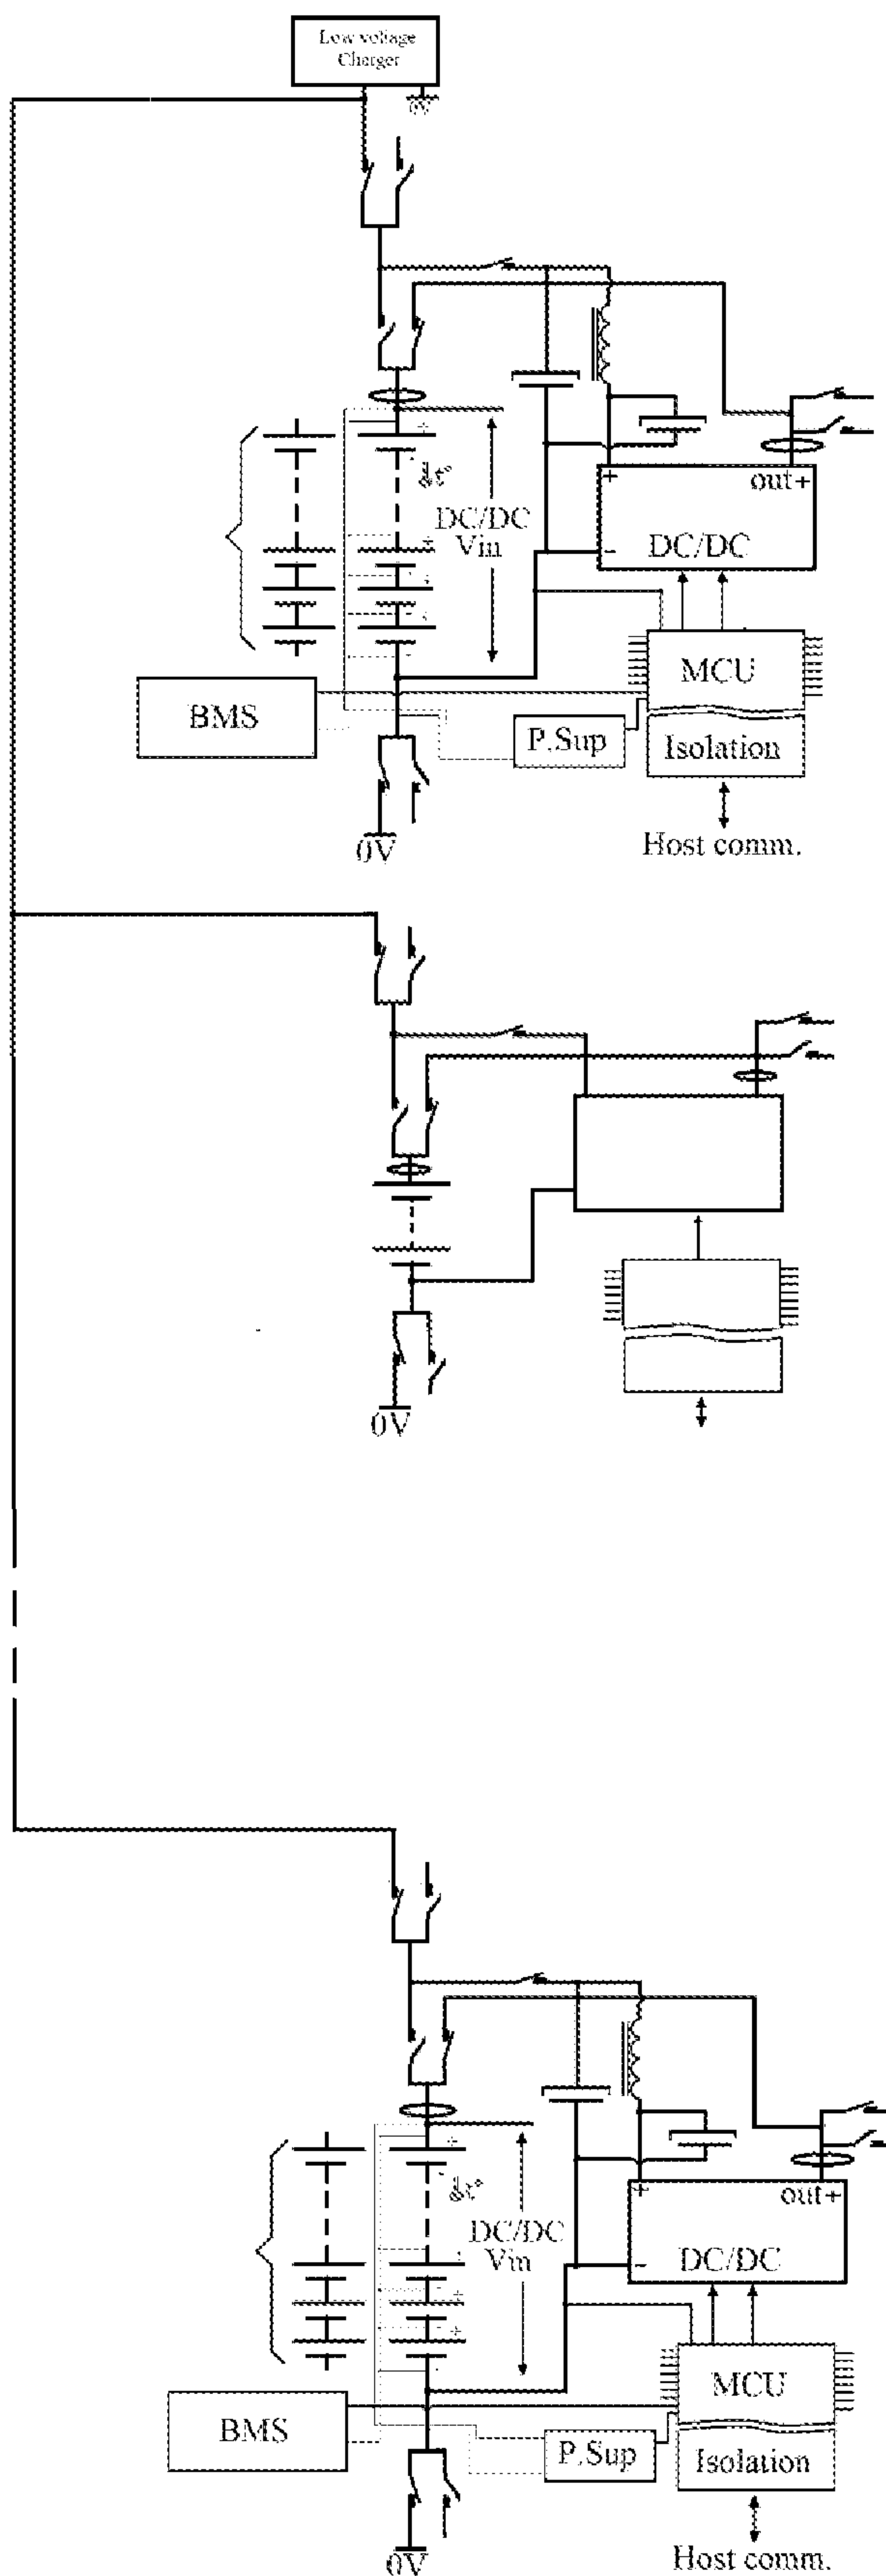 Low voltage
Charger
0V
+
out+
DC/DC
Vin
t°
-
DC/DC
MCU
BMS
P.Sup
Isolation
0V
Host comm.
0V
+
out+
t°
DC/DC
Vin
-
DC/DC
MCU
BMS
P.Sup
Isolation
0V
Host comm.